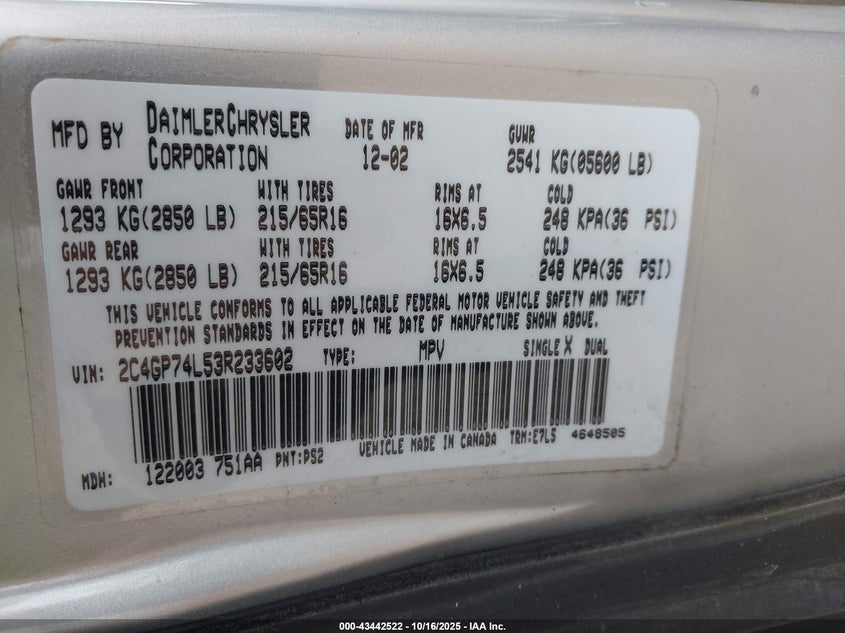 MFD BY DAIMLERCHRYSLER CORPORATION DATE OF MFR 12-02 GVWR 2541 KG(05600 LB)
GAWR FRONT WITH TIRES RIMS AT COLD
1293 KG(2850 LB) 215/65R16 16X6.5 248 KPA(36 PSI)
GAWR REAR WITH TIRES RIMS AT COLD
1293 KG(2850 LB) 215/65R16 16X6.5 248 KPA(36 PSI)
THIS VEHICLE CONFORMS TO ALL APPLICABLE FEDERAL MOTOR VEHICLE SAFETY AND THEFT
PREVENTION STANDARDS IN EFFECT ON THE DATE OF MANUFACTURE SHOWN ABOVE.
VIN: 2C4GP74L53R233602 TYPE: MPV SINGLE X DUAL
MDH: 122003 751AA PNT:PS2 VEHICLE MADE IN CANADA TRM:E7L5 4648505
000-43442522 - 10/16/2025 - IAA Inc.